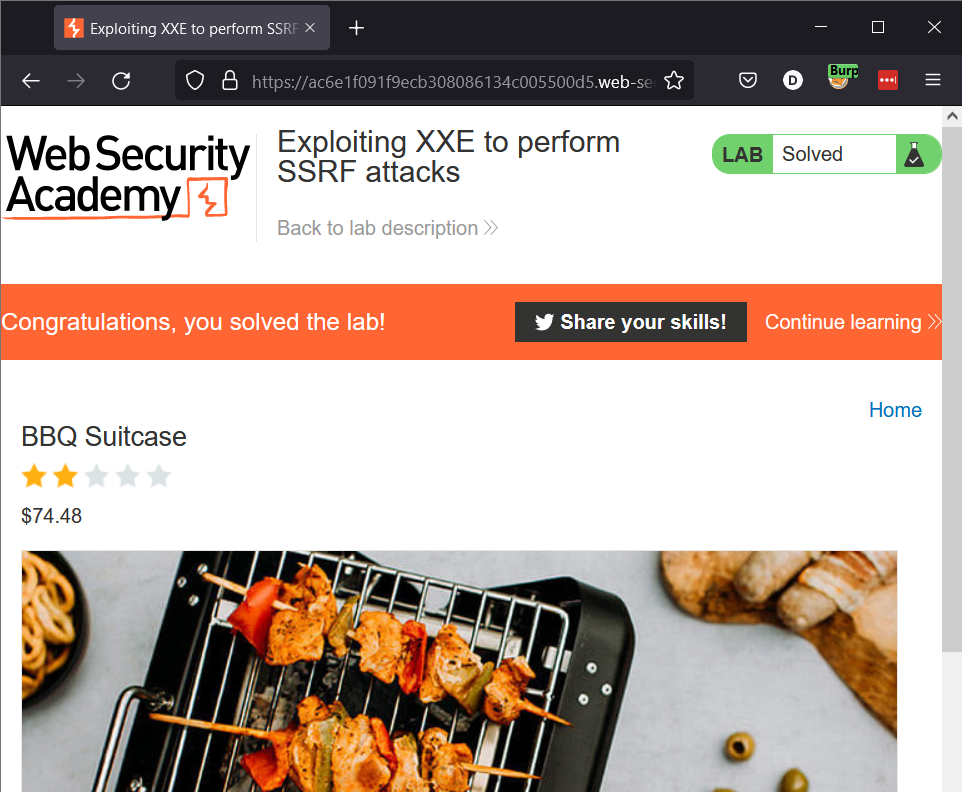 Exploiting XXE to perform SSRF
https://ac6e1f091f9ecb308086134c005500d5.web-se
D
Burp
Web Security
Academy
Exploiting XXE to perform
SSRF attacks
Back to lab description
LAB Solved
Congratulations, you solved the lab!
Share your skills!
Continue learning
Home
BBQ Suitcase
$74.48